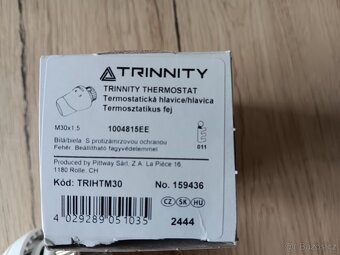 TRINNITY
TRINNITY THERMOSTAT
Termostatická hlavice/hlavica
Termosztatikus fej
M30x1,5
1004815EE
Bílá/biela S protizámrzovou ochranou
Fehér Beállítható fagyvédelemmel
011
Produced by Pittway Sàrl, Z.A. La Pièce 16
1180 Rolle, CH
Kód: TRIHTM30 No. 159436
CZ SK HU
4 029289 051035
2444